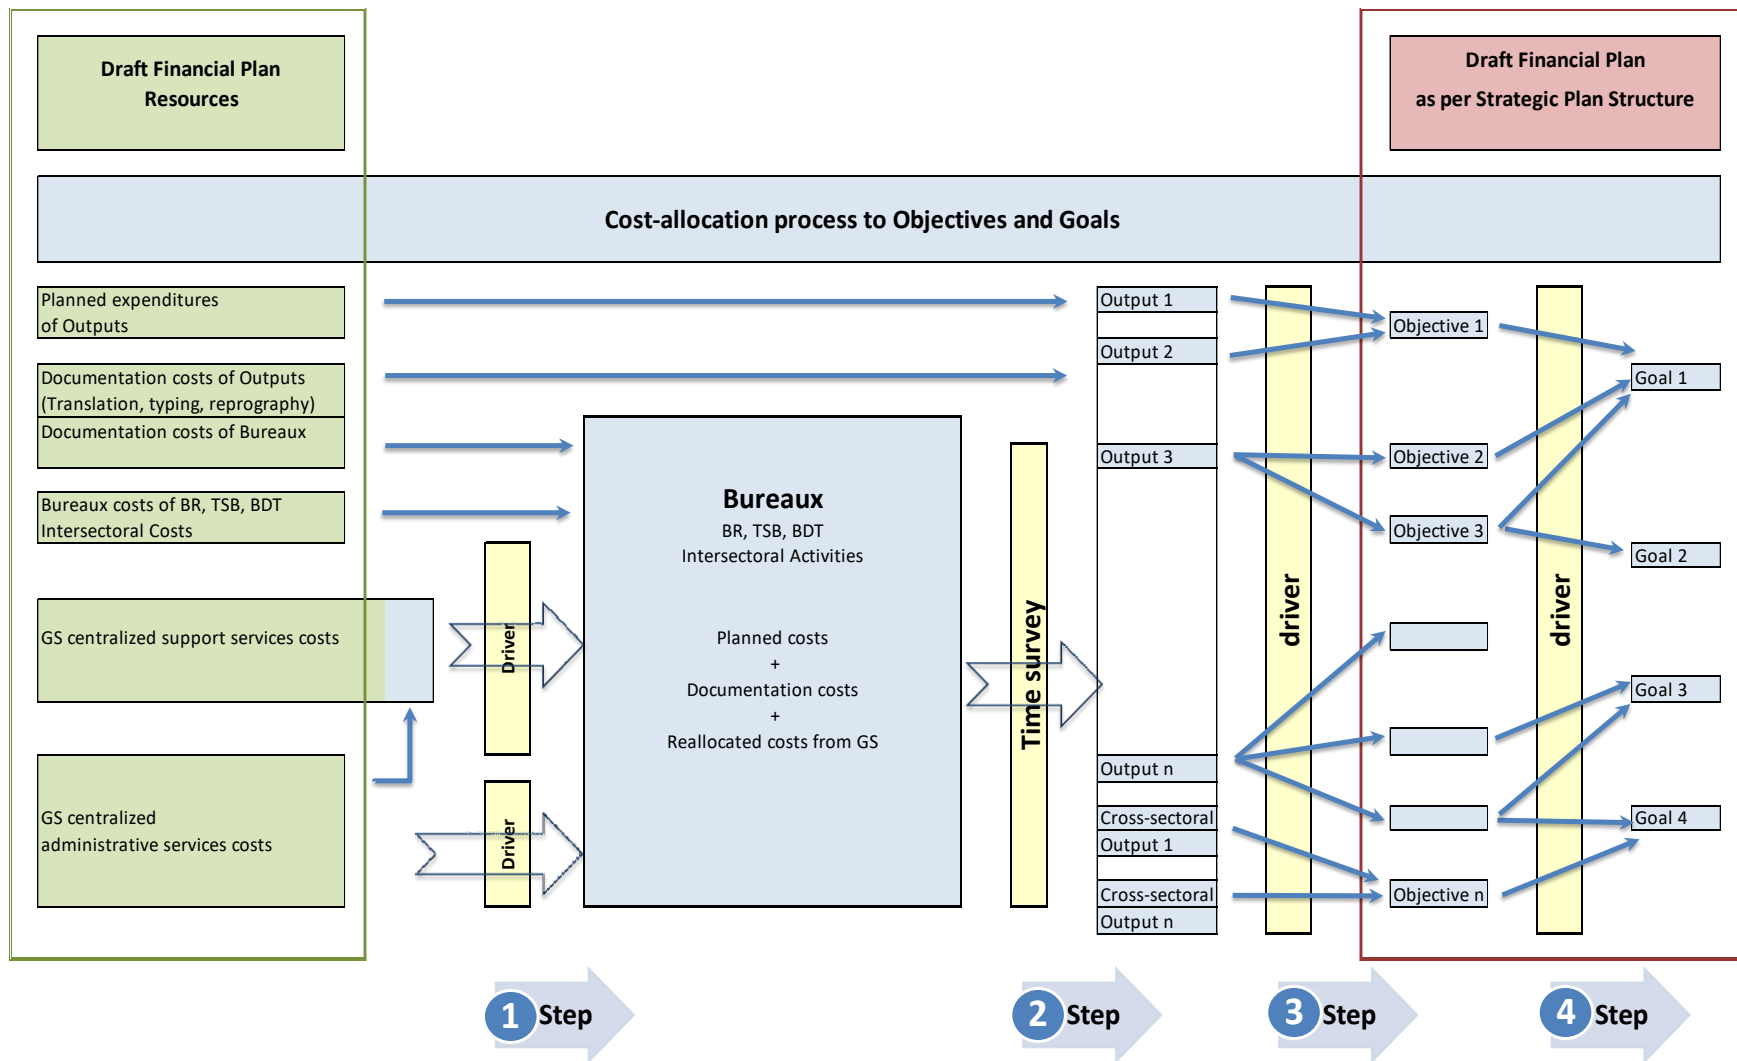 Draft Financial Plan
Resources
Draft Financial Plan
as per Strategic Plan Structure
Cost-allocation process to Objectives and Goals
Planned expenditures
of Outputs
Documentation costs of Outputs
(Translation, typing, reprography)
Documentation costs of Bureaux
Bureaux costs of BR, TSB, BDT
Intersectoral Costs
GS centralized support services costs
GS centralized
administrative services costs
Driver
Driver
Bureaux
BR, TSB, BDT
Intersectoral Activities
Planned costs
+
Documentation costs
+
Reallocated costs from GS
Time survey
Output 1
Output 2
Output 3
Output n
Cross-sectoral
Output 1
Cross-sectoral
Output n
driver
Objective 1
Objective 2
Objective 3
Objective n
driver
Goal 1
Goal 2
Goal 3
Goal 4
1 Step
2 Step
3 Step
4 Step